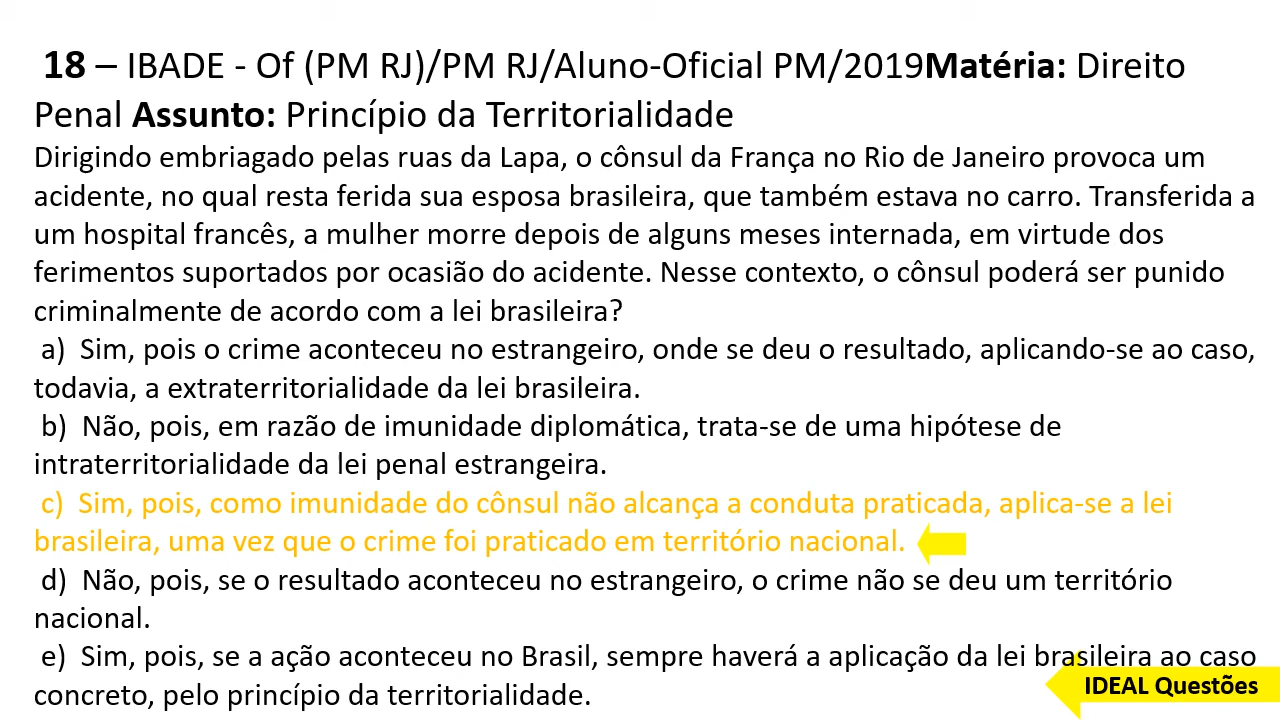 18 – IBADE - Of (PM RJ)/PM RJ/Aluno-Oficial PM/2019Matéria: Direito
Penal Assunto: Princípio da Territorialidade
Dirigindo embriagado pelas ruas da Lapa, o cônsul da França no Rio de Janeiro provoca um
acidente, no qual resta ferida sua esposa brasileira, que também estava no carro. Transferida a
um hospital francês, a mulher morre depois de alguns meses internada, em virtude dos
ferimentos suportados por ocasião do acidente. Nesse contexto, o cônsul poderá ser punido
criminalmente de acordo com a lei brasileira?
a) Sim, pois o crime aconteceu no estrangeiro, onde se deu o resultado, aplicando-se ao caso,
todavia, a extraterritorialidade da lei brasileira.
b) Não, pois, em razão de imunidade diplomática, trata-se de uma hipótese de
intraterritorialidade da lei penal estrangeira.
c) Sim, pois, como imunidade do cônsul não alcança a conduta praticada, aplica-se a lei
brasileira, uma vez que o crime foi praticado em território nacional.
d) Não, pois, se o resultado aconteceu no estrangeiro, o crime não se deu um território
nacional.
e) Sim, pois, se a ação aconteceu no Brasil, sempre haverá a aplicação da lei brasileira ao caso
concreto, pelo princípio da territorialidade.
IDEAL Questões